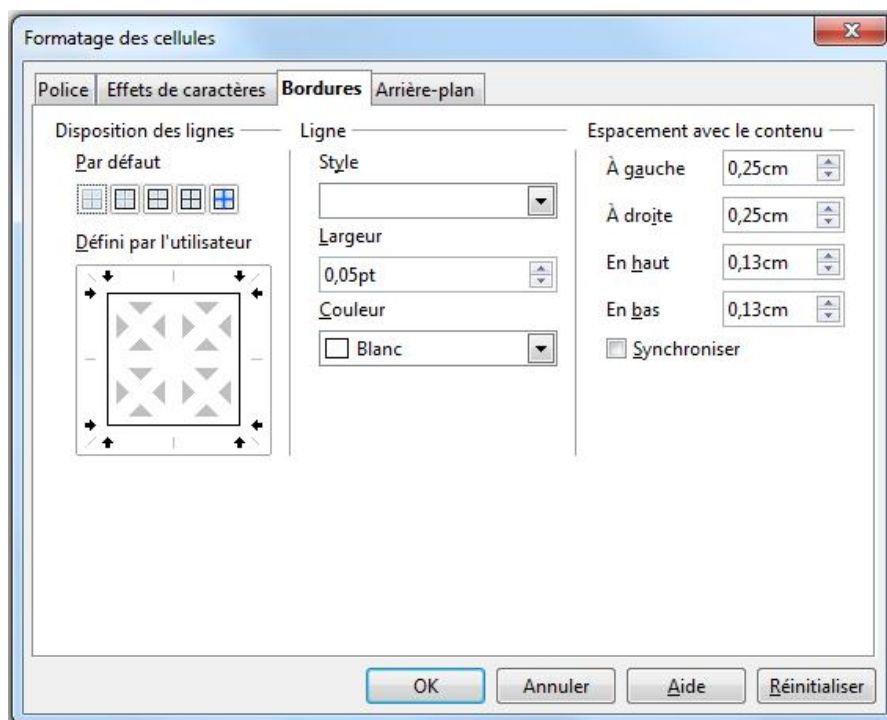 Formatage des cellules
Police Effets de caractères Bordures Arrière-plan
Disposition des lignes
Par défaut
Défini par l'utilisateur
Ligne
Style
Largeur
0,05pt
Couleur
Blanc
Espacement avec le contenu
À gauche 0,25cm
À droite 0,25cm
En haut 0,13cm
En bas 0,13cm
Synchroniser
OK Annuler Aide Réinitialiser